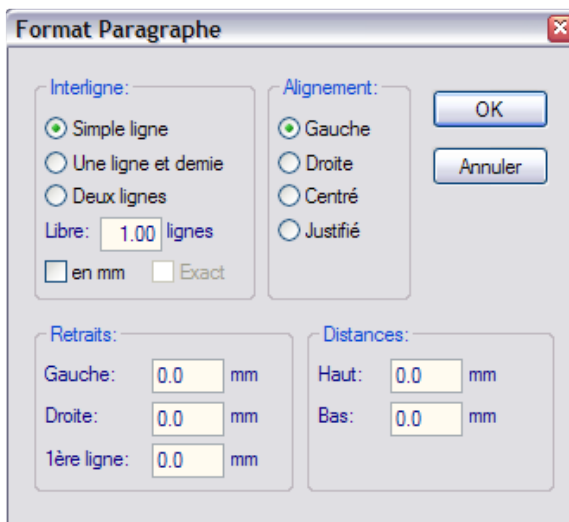 Format Paragraphe
Interligne:
Simple ligne
Une ligne et demie
Deux lignes
Libre: 1.00 lignes
en mm Exact
Alignement:
Gauche
Droite
Centré
Justifié
OK
Annuler
Retraits:
Gauche: 0.0 mm
Droite: 0.0 mm
1ère ligne: 0.0 mm
Distances:
Haut: 0.0 mm
Bas: 0.0 mm